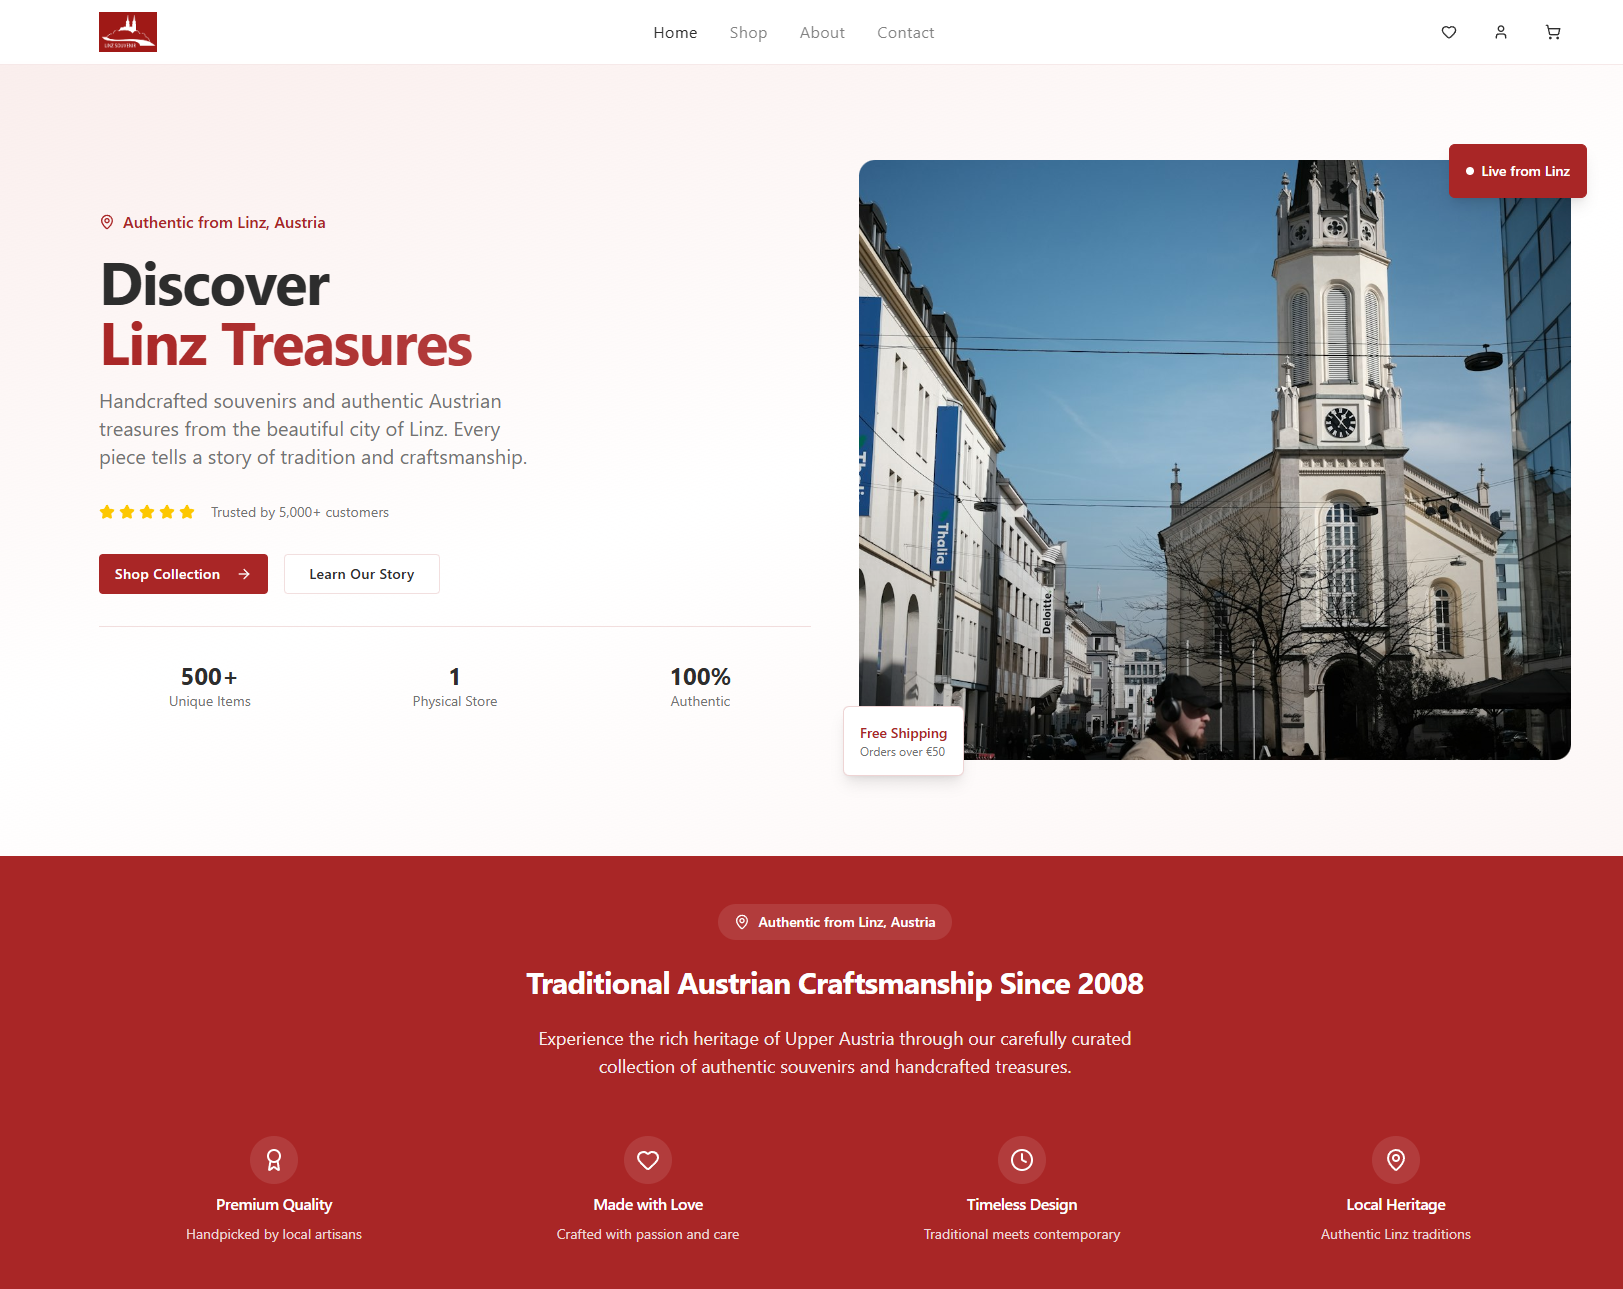 LINZ SOUVENIR
Home
Shop
About
Contact
Live from Linz
Authentic from Linz, Austria
Discover
Linz Treasures
Handcrafted souvenirs and authentic Austrian
treasures from the beautiful city of Linz. Every
piece tells a story of tradition and craftsmanship.
Trusted by 5,000+ customers
Shop Collection
Learn Our Story
500+
Unique Items
1
Physical Store
100%
Authentic
Thalia
Deloitte.
Free Shipping
Orders over €50
Authentic from Linz, Austria
Traditional Austrian Craftsmanship Since 2008
Experience the rich heritage of Upper Austria through our carefully curated
collection of authentic souvenirs and handcrafted treasures.
Premium Quality
Handpicked by local artisans
Made with Love
Crafted with passion and care
Timeless Design
Traditional meets contemporary
Local Heritage
Authentic Linz traditions